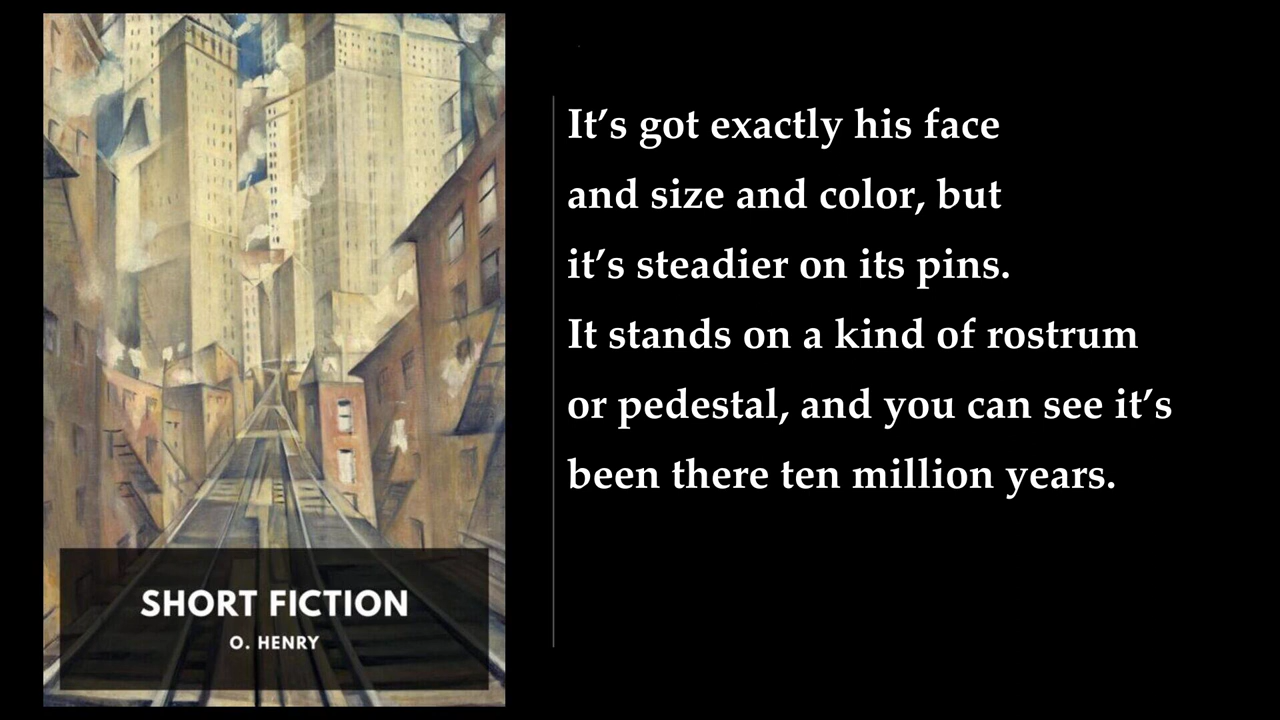 It’s got exactly his face
and size and color, but
it’s steadier on its pins.
It stands on a kind of rostrum
or pedestal, and you can see it’s
been there ten million years.
SHORT FICTION
O. HENRY